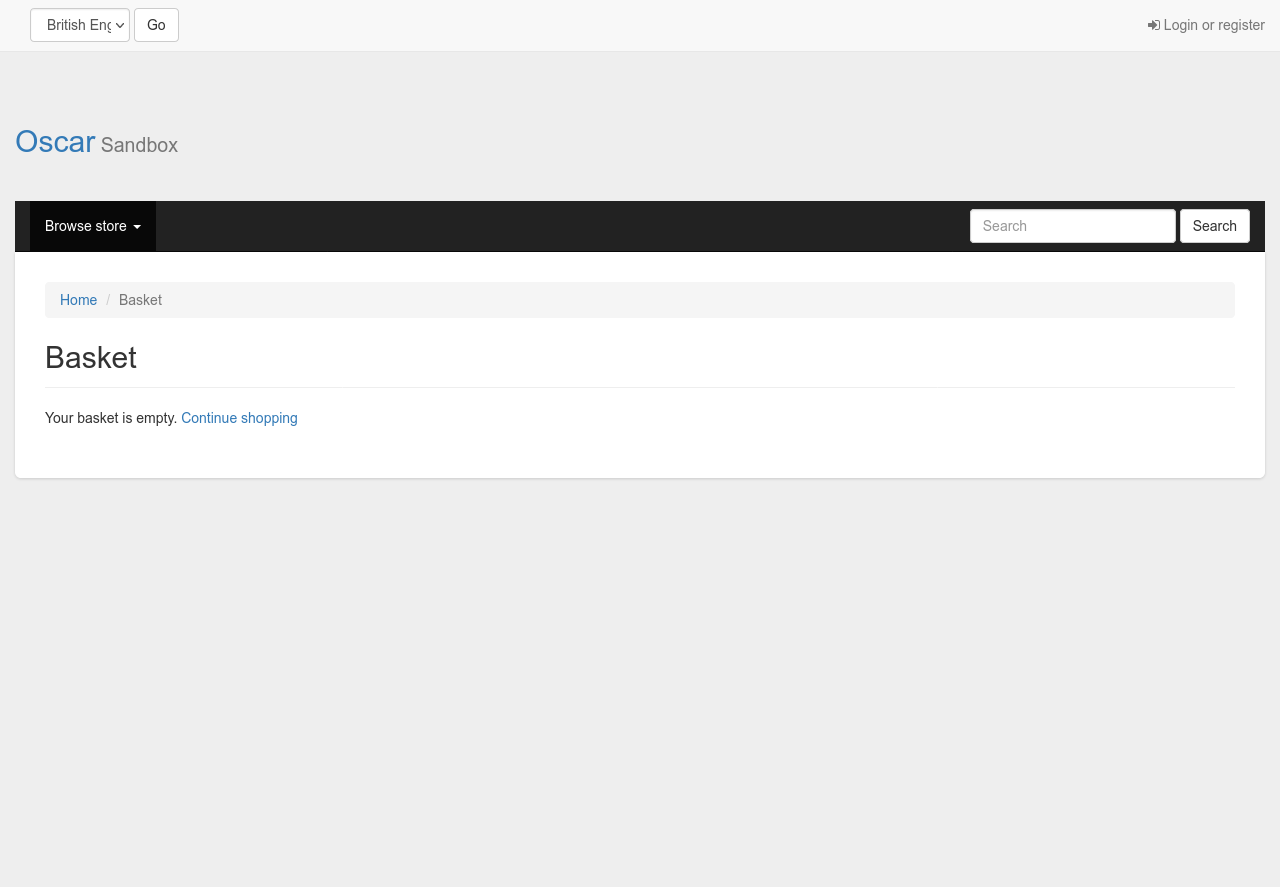 British Eng Go Login or register
Oscar Sandbox
Browse store Search Search
Home / Basket
Basket
Your basket is empty. Continue shopping